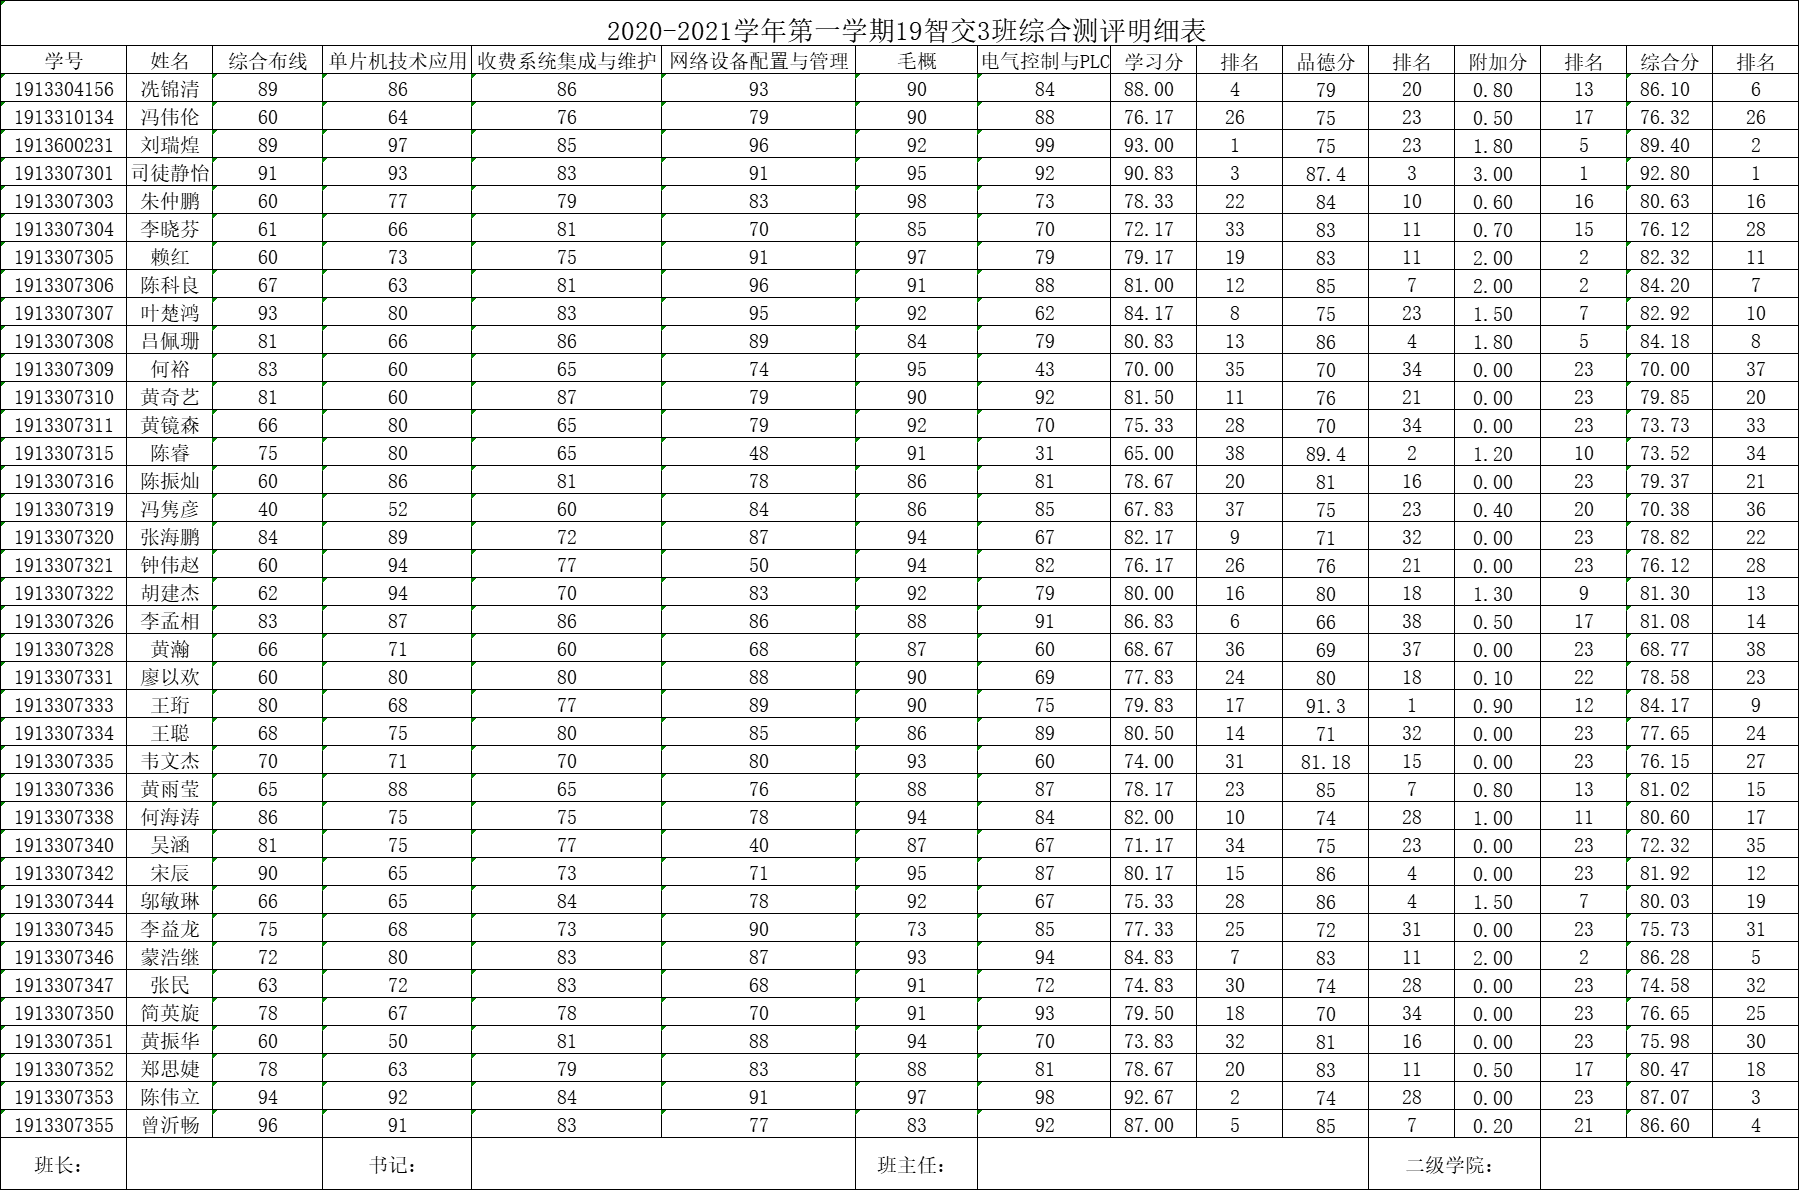 2020-2021学年第一学期19智交3班综合测评明细表
学号 姓名 综合布线 单片机技术应用 收费系统集成与维护 网络设备配置与管理 毛概 电气控制与PLC 学习分 排名 品德分 排名 附加分 排名 综合分 排名
1913304156 冼锦清 89 86 86 93 90 84 88.00 4 79 20 0.80 13 86.10 6
1913310134 冯伟伦 60 64 76 79 90 88 76.17 26 75 23 0.50 17 76.32 26
1913600231 刘瑞煌 89 97 85 96 92 99 93.00 1 75 23 1.80 5 89.40 2
1913307301 司徒静怡 91 93 83 91 95 92 90.83 3 87.4 3 3.00 1 92.80 1
1913307303 朱仲鹏 60 77 79 83 98 73 78.33 22 84 10 0.60 16 80.63 16
1913307304 李晓芬 61 66 81 70 85 70 72.17 33 83 11 0.70 15 76.12 28
1913307305 赖红 60 73 75 91 97 79 79.17 19 83 11 2.00 2 82.32 11
1913307306 陈科良 67 63 81 96 91 88 81.00 12 85 7 2.00 2 84.20 7
1913307307 叶楚鸿 93 80 83 95 92 62 84.17 8 75 23 1.50 7 82.92 10
1913307308 吕佩珊 81 66 86 89 84 79 80.83 13 86 4 1.80 5 84.18 8
1913307309 何裕 83 60 65 74 95 43 70.00 35 70 34 0.00 23 70.00 37
1913307310 黄奇艺 81 60 87 79 90 92 81.50 11 76 21 0.00 23 79.85 20
1913307311 黄镜森 66 80 65 79 92 70 75.33 28 70 34 0.00 23 73.73 33
1913307315 陈睿 75 80 65 48 91 31 65.00 38 89.4 2 1.20 10 73.52 34
1913307316 陈振灿 60 86 81 78 86 81 78.67 20 81 16 0.00 23 79.37 21
1913307319 冯隽彦 40 52 60 84 86 85 67.83 37 75 23 0.40 20 70.38 36
1913307320 张海鹏 84 89 72 87 94 67 82.17 9 71 32 0.00 23 78.82 22
1913307321 钟伟赵 60 94 77 50 94 82 76.17 26 76 21 0.00 23 76.12 28
1913307322 胡建杰 62 94 70 83 92 79 80.00 16 80 18 1.30 9 81.30 13
1913307326 李孟相 83 87 86 86 88 91 86.83 6 66 38 0.50 17 81.08 14
1913307328 黄瀚 66 71 60 68 87 60 68.67 36 69 37 0.00 23 68.77 38
1913307331 廖以欢 60 80 80 88 90 69 77.83 24 80 18 0.10 22 78.58 23
1913307333 王珩 80 68 77 89 90 75 79.83 17 91.3 1 0.90 12 84.17 9
1913307334 王聪 68 75 80 85 86 89 80.50 14 71 32 0.00 23 77.65 24
1913307335 韦文杰 70 71 70 80 93 60 74.00 31 81.18 15 0.00 23 76.15 27
1913307336 黄雨莹 65 88 65 76 88 87 78.17 23 85 7 0.80 13 81.02 15
1913307338 何海涛 86 75 75 78 94 84 82.00 10 74 28 1.00 11 80.60 17
1913307340 吴涵 81 75 77 40 87 67 71.17 34 75 23 0.00 23 72.32 35
1913307342 宋辰 90 65 73 71 95 87 80.17 15 86 4 0.00 23 81.92 12
1913307344 邬敏琳 66 65 84 78 92 67 75.33 28 86 4 1.50 7 80.03 19
1913307345 李益龙 75 68 73 90 73 85 77.33 25 72 31 0.00 23 75.73 31
1913307346 蒙浩继 72 80 83 87 93 94 84.83 7 83 11 2.00 2 86.28 5
1913307347 张民 63 72 83 68 91 72 74.83 30 74 28 0.00 23 74.58 32
1913307350 简英旋 78 67 78 70 91 93 79.50 18 70 34 0.00 23 76.65 25
1913307351 黄振华 60 50 81 88 94 70 73.83 32 81 16 0.00 23 75.98 30
1913307352 郑思婕 78 63 79 83 88 81 78.67 20 83 11 0.50 17 80.47 18
1913307353 陈伟立 94 92 84 91 97 98 92.67 2 74 28 0.00 23 87.07 3
1913307355 曾沂畅 96 91 83 77 83 92 87.00 5 85 7 0.20 21 86.60 4
班长: 书记: 班主任: 二级学院: